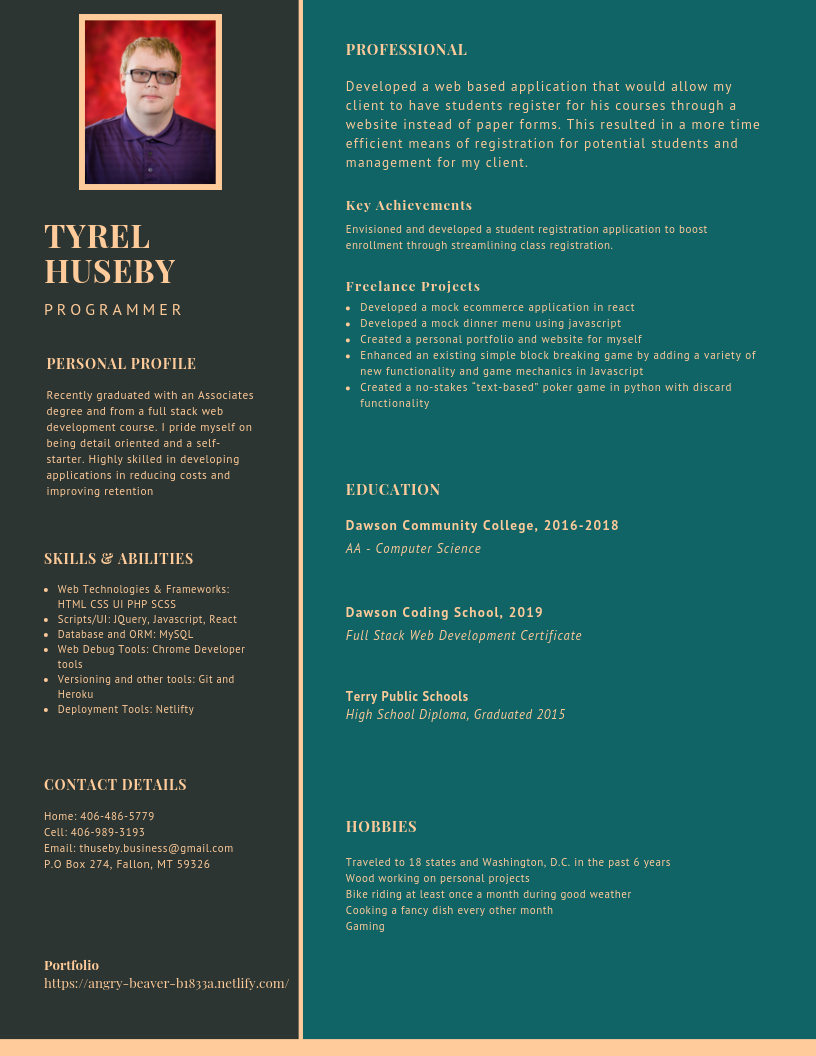 TYREL
HUSEBY
PROGRAMMER
PERSONAL PROFILE
Recently graduated with an Associates
degree and from a full stack web
development course. I pride myself on
being detail oriented and a self-
starter. Highly skilled in developing
applications in reducing costs and
improving retention
SKILLS & ABILITIES
• Web Technologies & Frameworks:
HTML CSS UI PHP SCSS
• Scripts/UI: JQuery, Javascript, React
• Database and ORM: MySQL
• Web Debug Tools: Chrome Developer
tools
• Versioning and other tools: Git and
Heroku
• Deployment Tools: Netlifty
CONTACT DETAILS
Home: 406-486-5779
Cell: 406-989-3193
Email: thuseby.business@gmail.com
P.O Box 274, Fallon, MT 59326
Portfolio
https://angry-beaver-b1833a.netlify.com/
PROFESSIONAL
Developed a web based application that would allow my
client to have students register for his courses through a
website instead of paper forms. This resulted in a more time
efficient means of registration for potential students and
management for my client.
Key Achievements
Envisioned and developed a student registration application to boost
enrollment through streamlining class registration.
Freelance Projects
• Developed a mock ecommerce application in react
• Developed a mock dinner menu using javascript
• Created a personal portfolio and website for myself
• Enhanced an existing simple block breaking game by adding a variety of
new functionality and game mechanics in Javascript
• Created a no-stakes “text-based” poker game in python with discard
functionality
EDUCATION
Dawson Community College, 2016-2018
AA - Computer Science
Dawson Coding School, 2019
Full Stack Web Development Certificate
Terry Public Schools
High School Diploma, Graduated 2015
HOBBIES
Traveled to 18 states and Washington, D.C. in the past 6 years
Wood working on personal projects
Bike riding at least once a month during good weather
Cooking a fancy dish every other month
Gaming